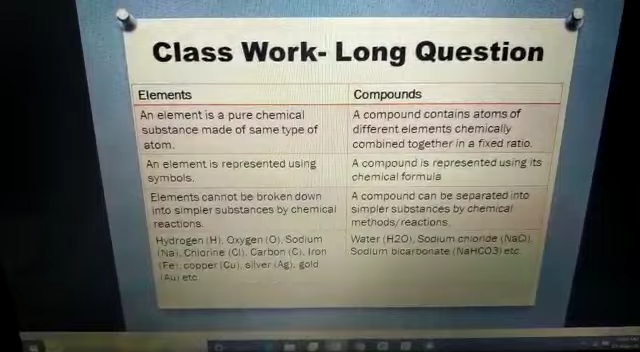 Class Work- Long Question
Elements
Compounds
An element is a pure chemical
substance made of same type of
atom.
A compound contains atoms of
different elements chemically
combined together in a fixed ratio.
An element is represented using
symbols.
A compound is represented using its
chemical formula
Elements cannot be broken down
into simpler substances by chemical
reactions.
A compound can be separated into
simpler substances by chemical
methods/reactions.
Hydrogen (H), Oxygen (O), Sodium
(Na), Chlorine (Cl), Carbon (C), Iron
(Fe), copper (Cu), silver (Ag), gold
(Au) etc
Water (H2O), Sodium chloride (NaCl),
Sodium bicarbonate (NaHCO3) etc